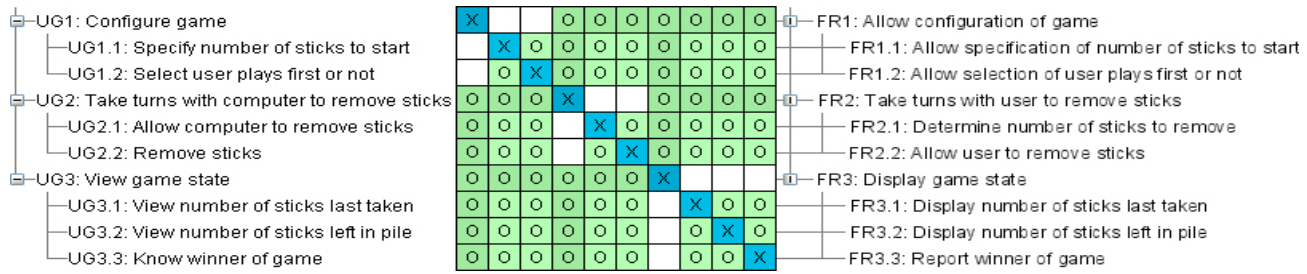 UG1: Configure game X O O O O O O O FR1: Allow configuration of game
UG1.1: Specify number of sticks to start X O O O O O O O O FR1.1: Allow specification of number of sticks to start
UG1.2: Select user plays first or not O X O O O O O O O FR1.2: Allow selection of user plays first or not
UG2: Take turns with computer to remove sticks O O O X O O O O FR2: Take turns with user to remove sticks
UG2.1: Allow computer to remove sticks O O O X O O O O O FR2.1: Determine number of sticks to remove
UG2.2: Remove sticks O O O O X O O O O FR2.2: Allow user to remove sticks
UG3: View game state O O O O O O X FR3: Display game state
UG3.1: View number of sticks last taken O O O O O O X O O FR3.1: Display number of sticks last taken
UG3.2: View number of sticks left in pile O O O O O O O X O FR3.2: Display number of sticks left in pile
UG3.3: Know winner of game O O O O O O O O X FR3.3: Report winner of game